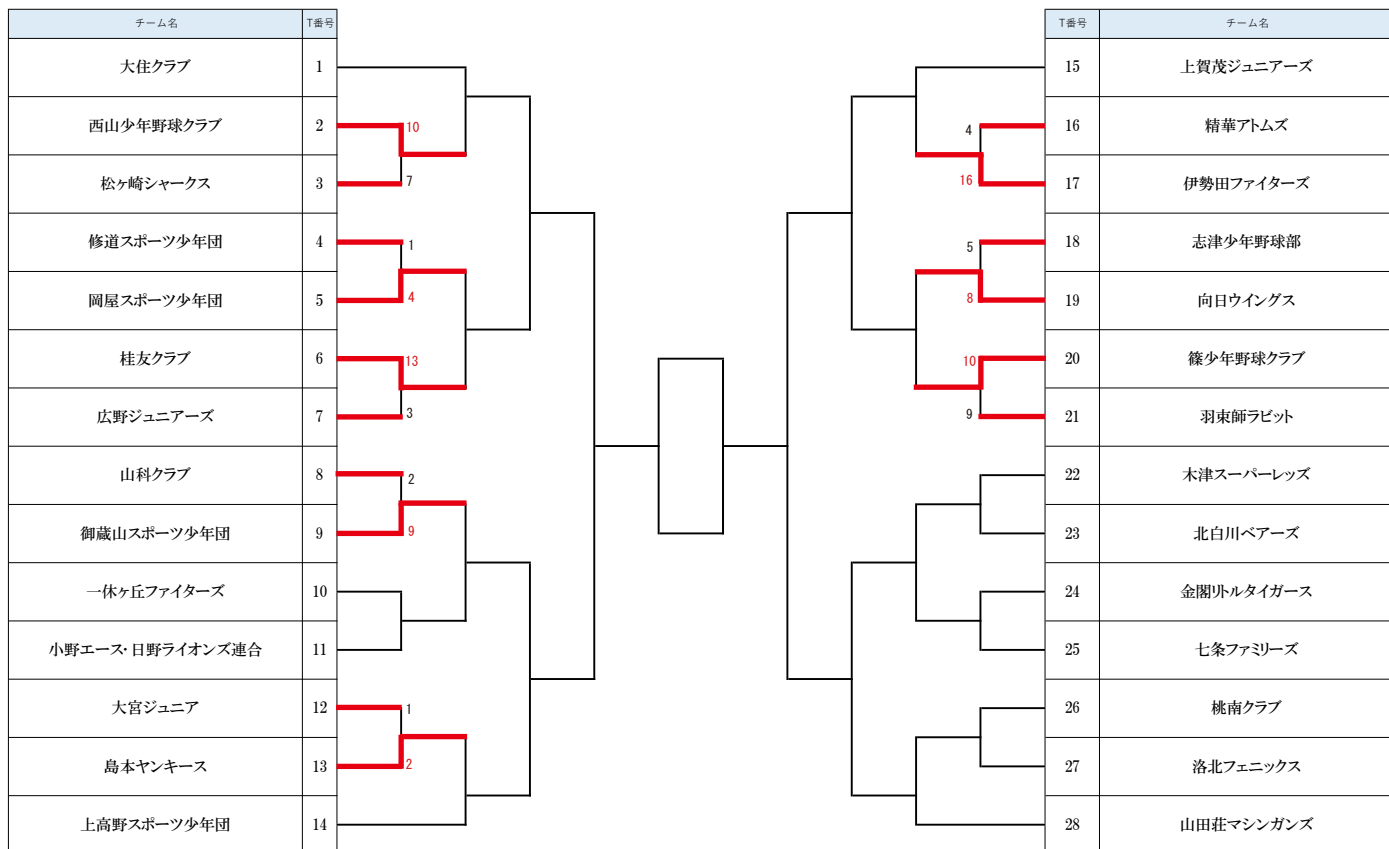 チーム名 T番号
大住クラブ 1
西山少年野球クラブ 2 10
松ヶ崎シャークス 3 7
修道スポーツ少年団 4 1
岡屋スポーツ少年団 5 4
桂友クラブ 6 13
広野ジュニアーズ 7 3
山科クラブ 8 2
御蔵山スポーツ少年団 9 9
一休ヶ丘ファイターズ 10
小野エース・日野ライオンズ連合 11
大宮ジュニア 12 1
島本ヤンキース 13 2
上高野スポーツ少年団 14
T番号 チーム名
15 上賀茂ジュニアーズ
4 16 精華アトムズ
16 17 伊勢田ファイターズ
5 18 志津少年野球部
8 19 向日ウイングス
10 20 篠少年野球クラブ
9 21 羽束師ラビット
22 木津スーパーレッズ
23 北白川ベアーズ
24 金閣リトルタイガース
25 七条ファミリーズ
26 桃南クラブ
27 洛北フェニックス
28 山田荘マシンガンズ